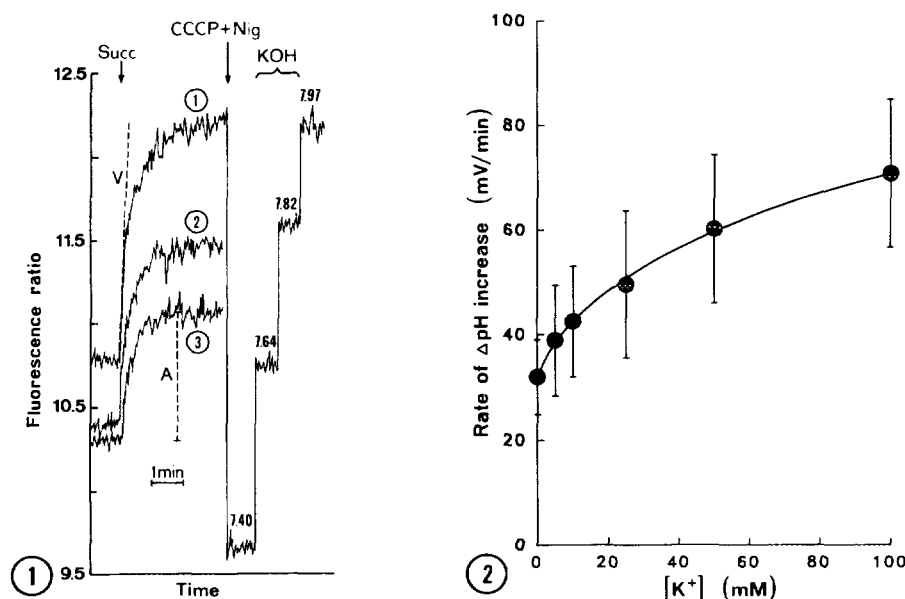 CCCP+Nig
Succ
KOH
12.5
11.5
10.5
9.5
Fluorescence ratio
V
A
1
2
3
1min
7.40
7.64
7.82
7.97
Time
1
100
80
60
40
20
0
Rate of ΔpH increase (mV/min)
0 20 40 60 80 100
[K⁺] (mM)
2